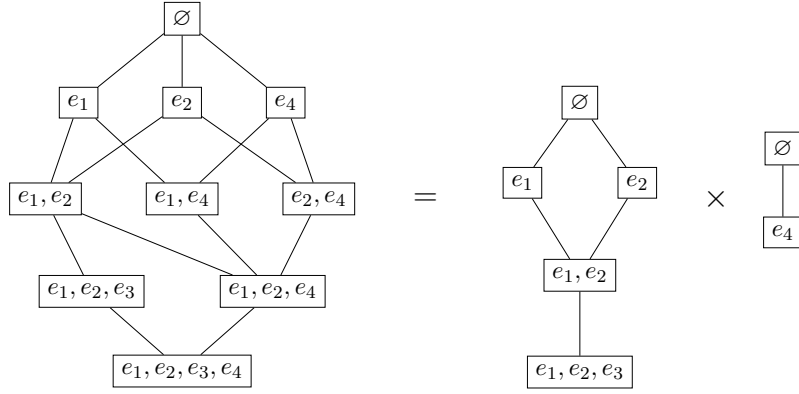 ∅
e₁ e₂ e₄ ∅
∅
e₁, e₂ e₁, e₄ e₂, e₄ = e₁ e₂ × e₄
e₁, e₂, e₃ e₁, e₂, e₄ e₁, e₂
e₁, e₂, e₃, e₄ e₁, e₂, e₃